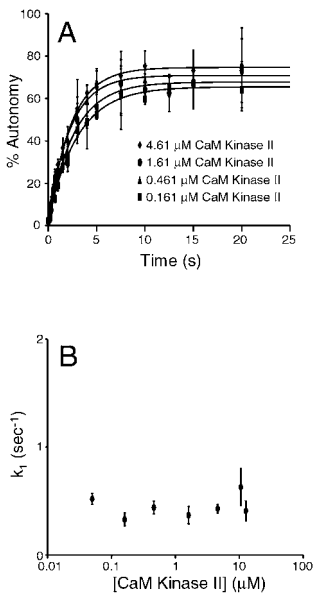 A
% Autonomy
100
80
60
40
20
0
4.61 µM CaM Kinase II
1.61 µM CaM Kinase II
0.461 µM CaM Kinase II
0.161 µM CaM Kinase II
0 5 10 15 20 25
Time (s)
B
k1 (sec-1)
2
1
0
0.01 0.1 1 10 100
[CaM Kinase II] (µM)